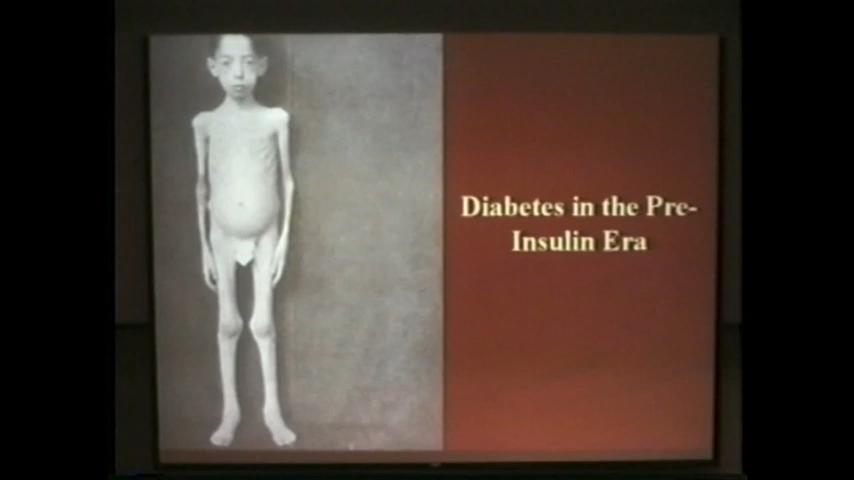 Diabetes in the Pre-
Insulin Era